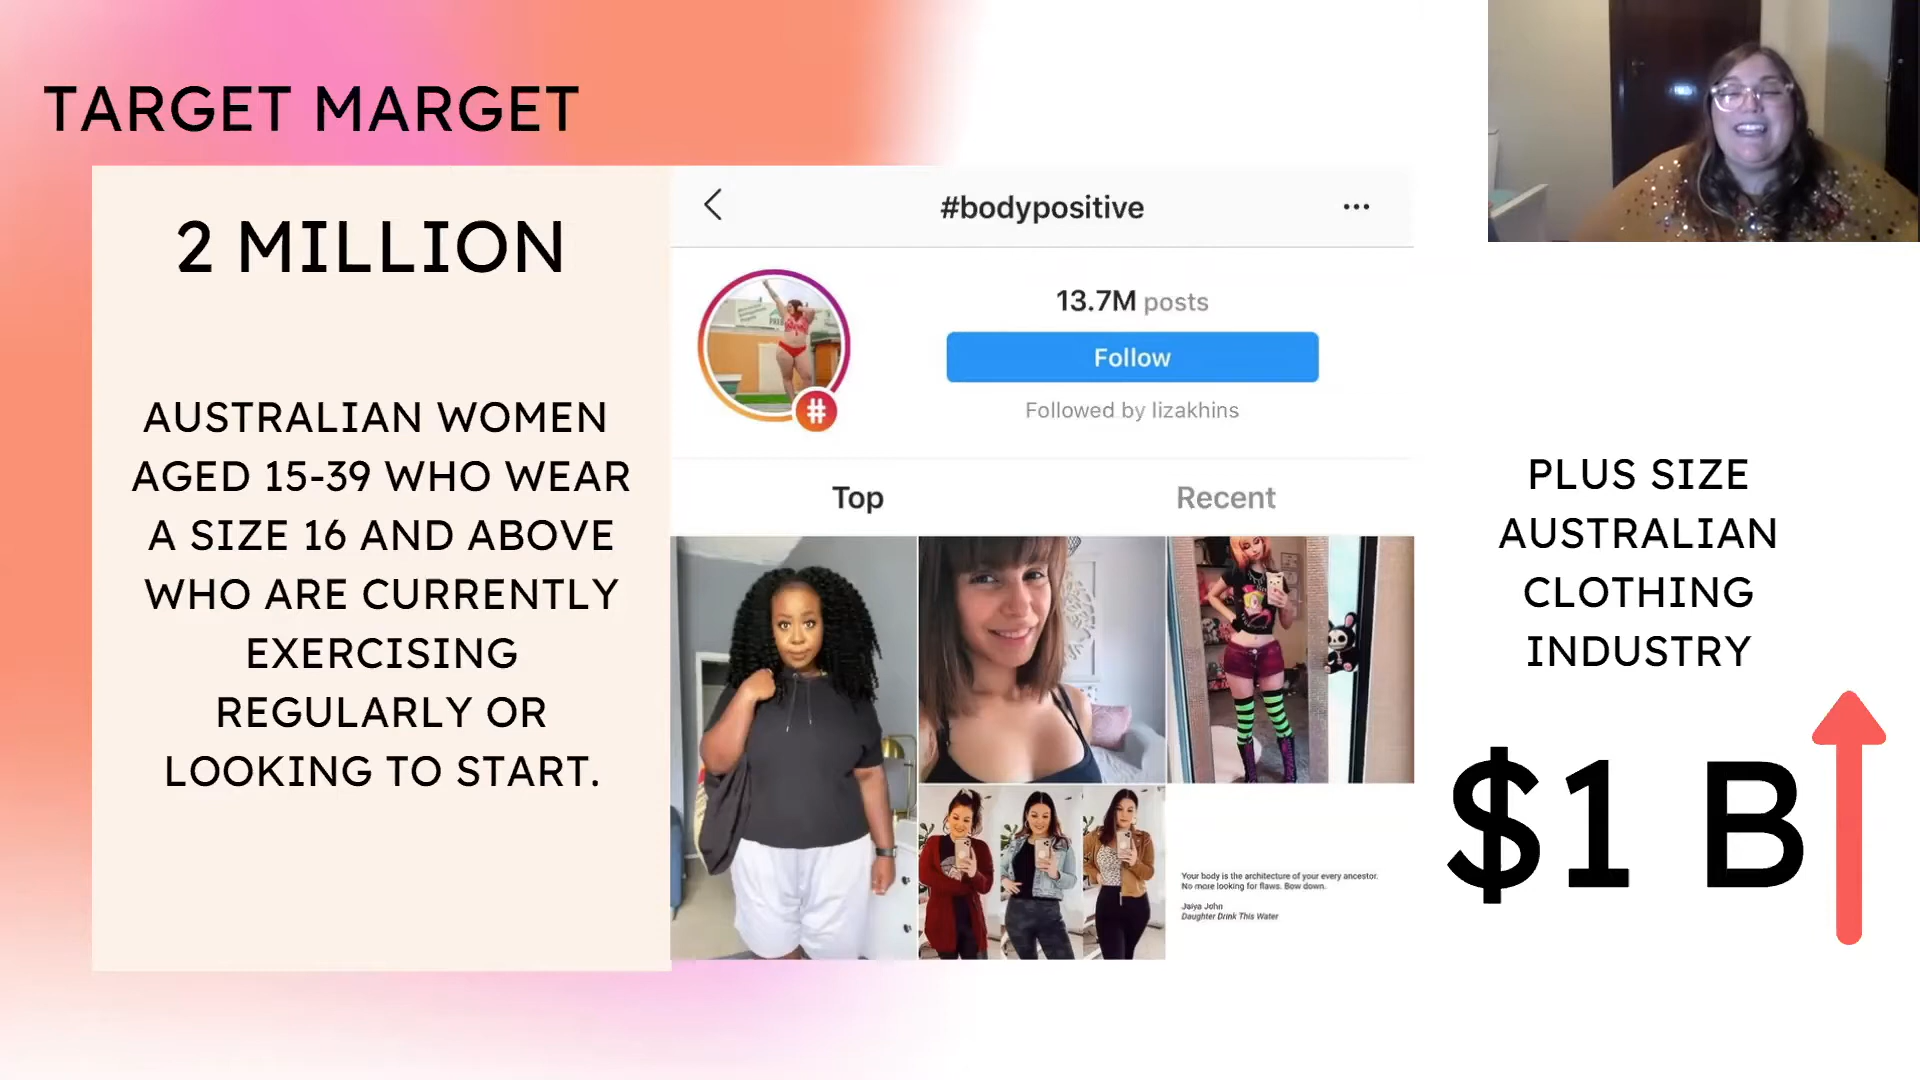 TARGET MARGET
2 MILLION
AUSTRALIAN WOMEN
AGED 15-39 WHO WEAR
A SIZE 16 AND ABOVE
WHO ARE CURRENTLY
EXERCISING
REGULARLY OR
LOOKING TO START.
#bodypositive
#
13.7M posts
Follow
Followed by lizakhins
Top
Recent
Your body is the architecture of your every ancestor.
No more looking for flaws. Bow down.
Jaiya John
Daughter Drink This Water
PLUS SIZE
AUSTRALIAN
CLOTHING
INDUSTRY
$1 B